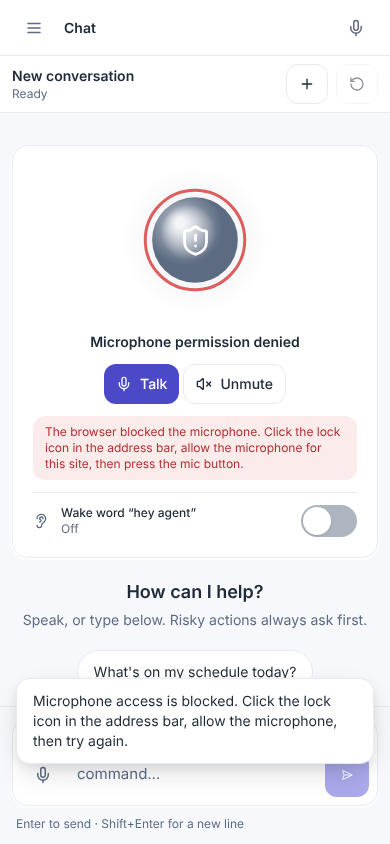 Chat
New conversation
Ready
Microphone permission denied
Talk
Unmute
The browser blocked the microphone. Click the lock
icon in the address bar, allow the microphone for
this site, then press the mic button.
Wake word “hey agent”
Off
How can I help?
Speak, or type below. Risky actions always ask first.
What's on my schedule today?
Microphone access is blocked. Click the lock
icon in the address bar, allow the microphone,
then try again.
command...
Enter to send · Shift+Enter for a new line